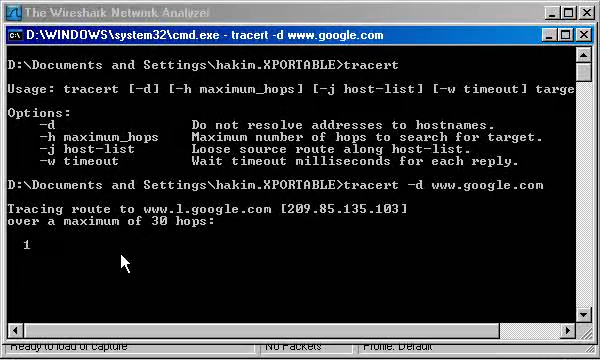 The Wireshark Network Analyzer
D:\WINDOWS\system32\cmd.exe - tracert -d www.google.com
D:\Documents and Settings\hakim.XPORTABLE>tracert
Usage: tracert [-d] [-h maximum_hops] [-j host-list] [-w timeout] targe
Options:
-d Do not resolve addresses to hostnames.
-h maximum_hops Maximum number of hops to search for target.
-j host-list Loose source route along host-list.
-w timeout Wait timeout milliseconds for each reply.
D:\Documents and Settings\hakim.XPORTABLE>tracert -d www.google.com
Tracing route to www.l.google.com [209.85.135.103]
over a maximum of 30 hops:
1
Ready to load or capture No Packets Profile: Default